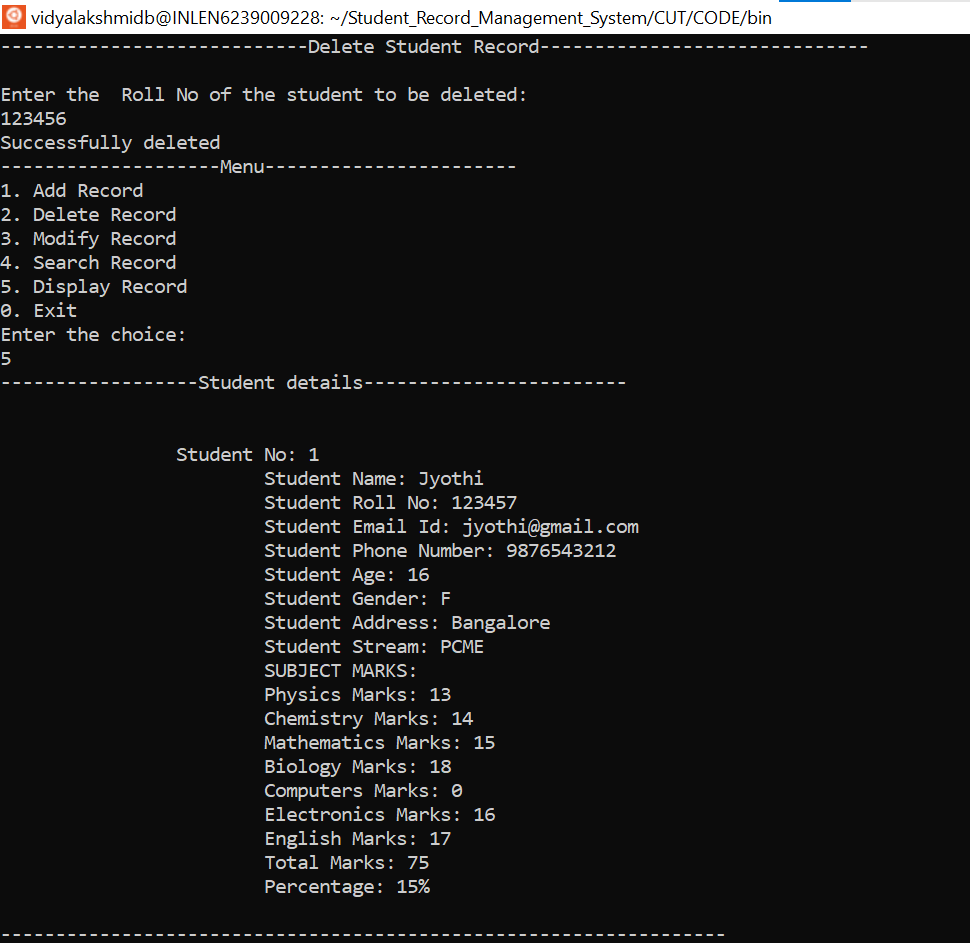 vidyalakshmidb@INLEN6239009228: ~/Student_Record_Management_System/CUT/CODE/bin
----------------------------Delete Student Record------------------------------
Enter the  Roll No of the student to be deleted:
123456
Successfully deleted
--------------------Menu-----------------------
1. Add Record
2. Delete Record
3. Modify Record
4. Search Record
5. Display Record
0. Exit
Enter the choice:
5
------------------Student details------------------------
Student No: 1
Student Name: Jyothi
Student Roll No: 123457
Student Email Id: jyothi@gmail.com
Student Phone Number: 9876543212
Student Age: 16
Student Gender: F
Student Address: Bangalore
Student Stream: PCME
SUBJECT MARKS:
Physics Marks: 13
Chemistry Marks: 14
Mathematics Marks: 15
Biology Marks: 18
Computers Marks: 0
Electronics Marks: 16
English Marks: 17
Total Marks: 75
Percentage: 15%
------------------------------------------------------------------